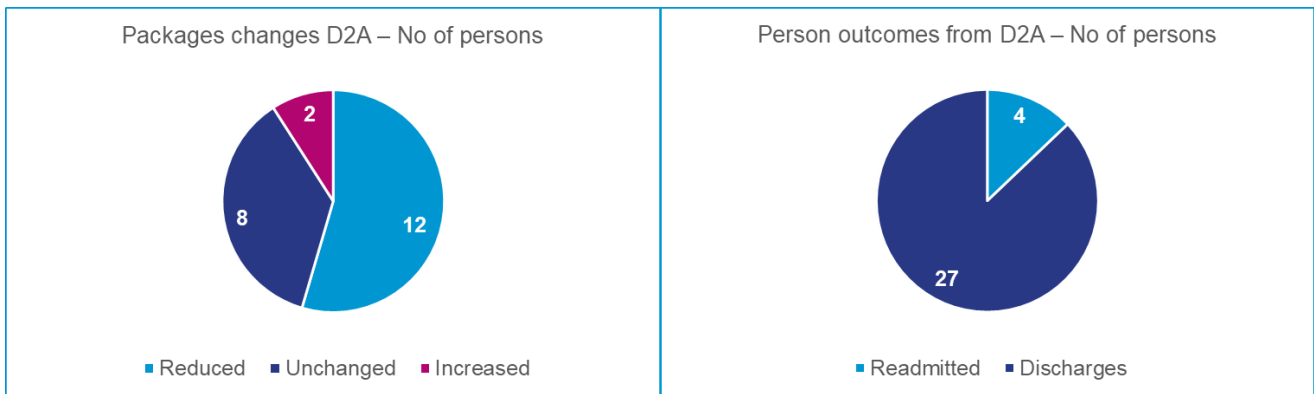 Packages changes D2A – No of persons
2
8
12
Reduced Unchanged Increased
Person outcomes from D2A – No of persons
4
27
Readmitted Discharges